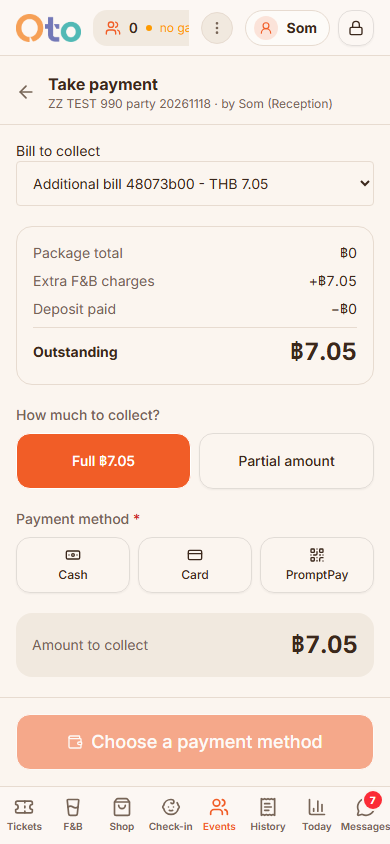 Oto
0 no ga
Som
Take payment
ZZ TEST 990 party 20261118 · by Som (Reception)
Bill to collect
Additional bill 48073b00 - THB 7.05
Package total ฿0
Extra F&B charges +฿7.05
Deposit paid −฿0
Outstanding ฿7.05
How much to collect?
Full ฿7.05 Partial amount
Payment method *
Cash Card PromptPay
Amount to collect ฿7.05
Choose a payment method
7
Tickets F&B Shop Check-in Events History Today Messages